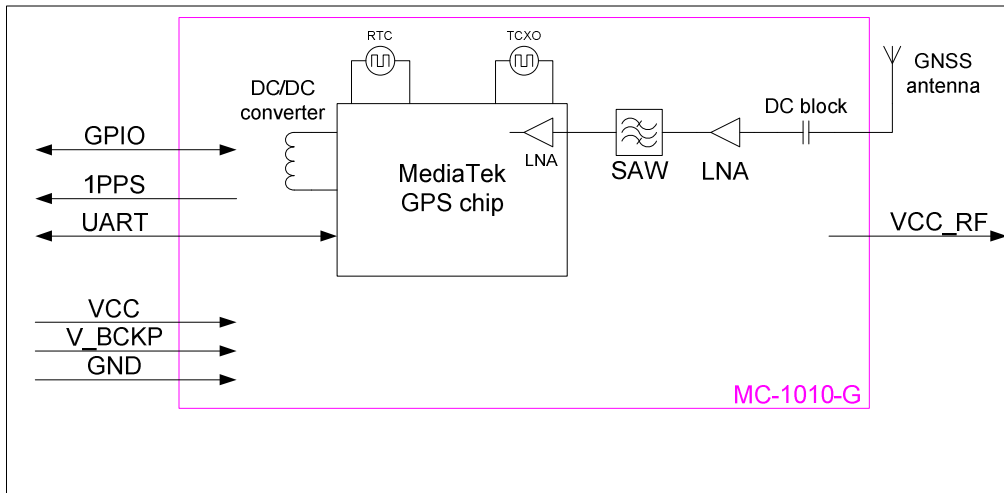 RTC
TCXO
DC/DC
converter
GNSS
antenna
DC block
GPIO
LNA
SAW
LNA
MediaTek
GPS chip
1PPS
UART
VCC_RF
VCC
V_BCKP
GND
MC-1010-G